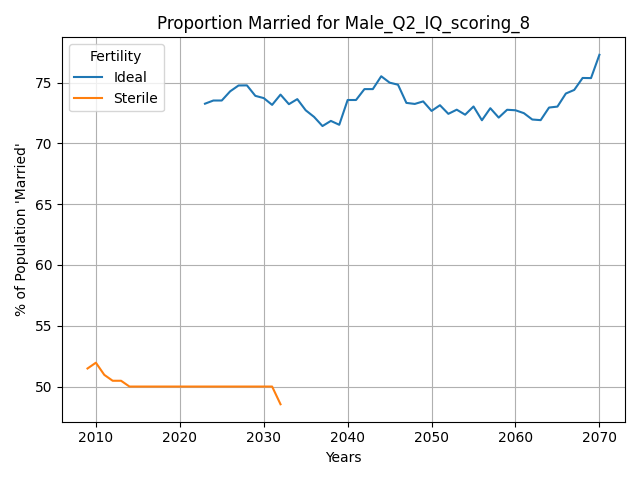 Proportion Married for Male_Q2_IQ_scoring_8
Fertility
Ideal
Sterile
% of Population 'Married'
75
70
65
60
55
50
2010 2020 2030 2040 2050 2060 2070
Years